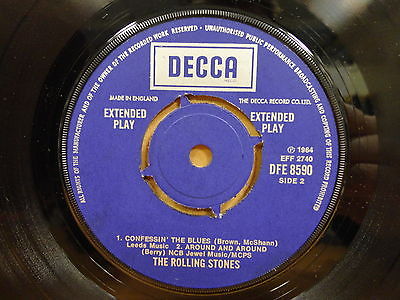 ALL RIGHTS OF THE MANUFACTURER AND OF THE OWNER OF THE RECORDED WORK RESERVED · UNAUTHORISED PUBLIC PERFORMANCE BROADCASTING AND COPYING OF THIS RECORD PROHIBITED
DECCA
MADE IN ENGLAND
THE DECCA RECORD CO. LTD.
EXTENDED PLAY
EXTENDED PLAY
℗ 1964
EFF 2740
DFE 8590
SIDE 2
1. CONFESSIN' THE BLUES (Brown, McShann)
Leeds Music 2. AROUND AND AROUND
(Berry) NCB Jewel Music/MCPS
THE ROLLING STONES